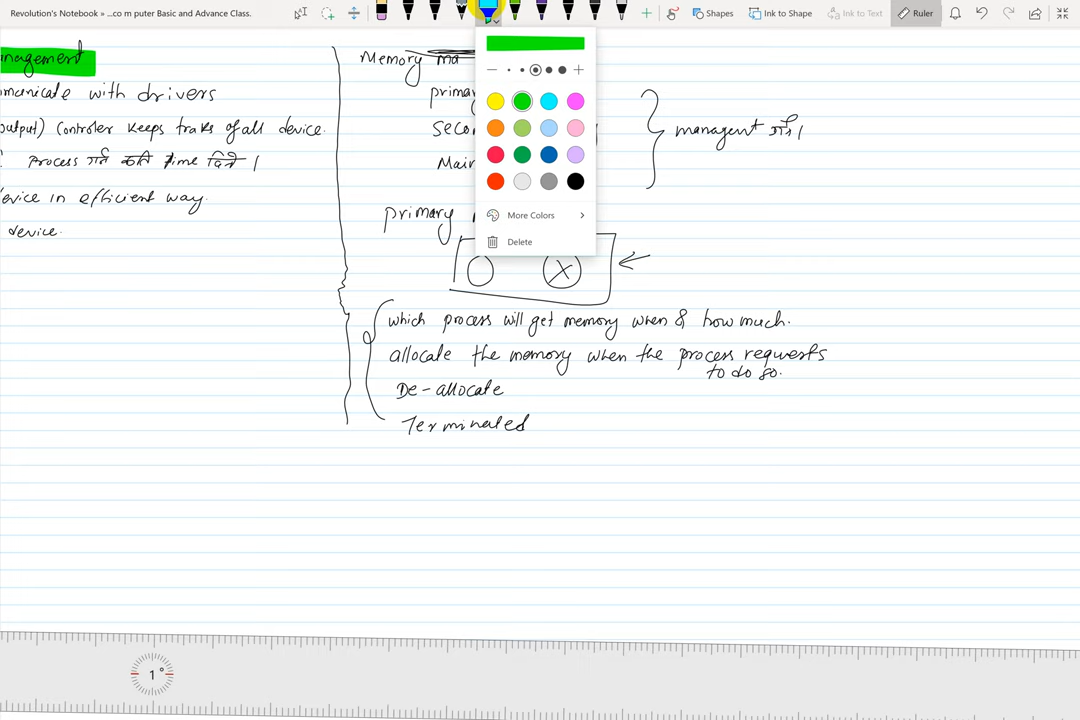 Revolution's Notebook » ...co m puter Basic and Advance Class.
Shapes
Ink to Shape
Ink to Text
Ruler
nagement
municate with drivers
output) Controler keeps traks of all device.
Process गर्न कति time दिने।
device in efficient way.
device.
Memory ma
primar
Seco
Main
managent गर्न।
primary
X
which process will get memory when & how much.
allocate the memory when the process requests
to do so.
De-allocate
Terminated
More Colors
Delete
1°